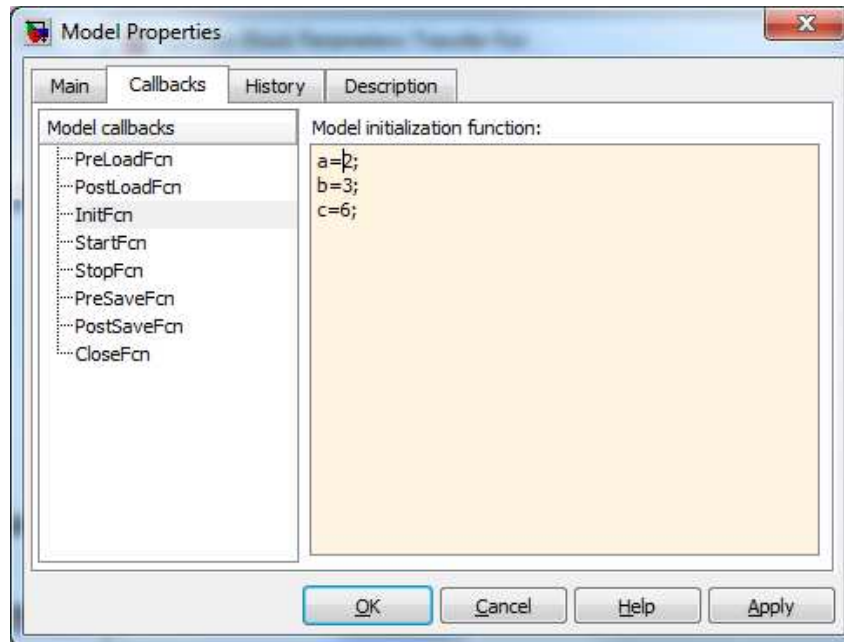 Model Properties
Main Callbacks History Description
Model callbacks
PreLoadFcn
PostLoadFcn
InitFcn
StartFcn
StopFcn
PreSaveFcn
PostSaveFcn
CloseFcn
Model initialization function:
a=2;
b=3;
c=6;
OK Cancel Help Apply